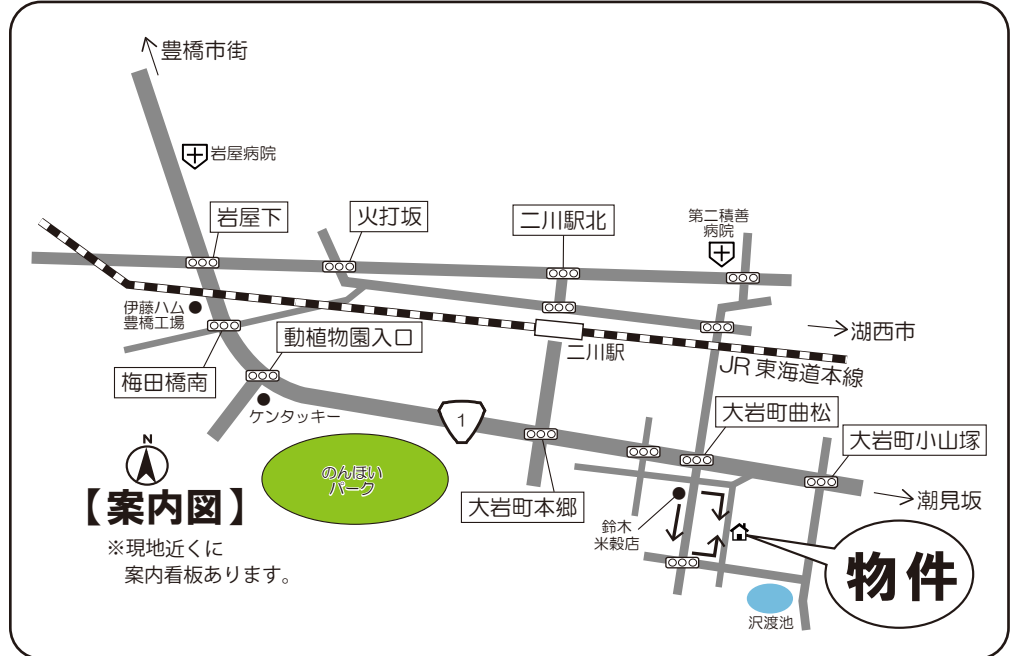 豊橋市街
岩屋病院
岩屋下
火打坂
二川駅北
第二積善
病院
伊藤ハム
豊橋工場
動植物園入口
二川駅
湖西市
JR東海道本線
梅田橋南
ケンタッキー
1
大岩町曲松
大岩町小山塚
N
【案内図】
のんほい
パーク
大岩町本郷
鈴木
米穀店
潮見坂
※現地近くに
案内看板あります。
物件
沢渡池